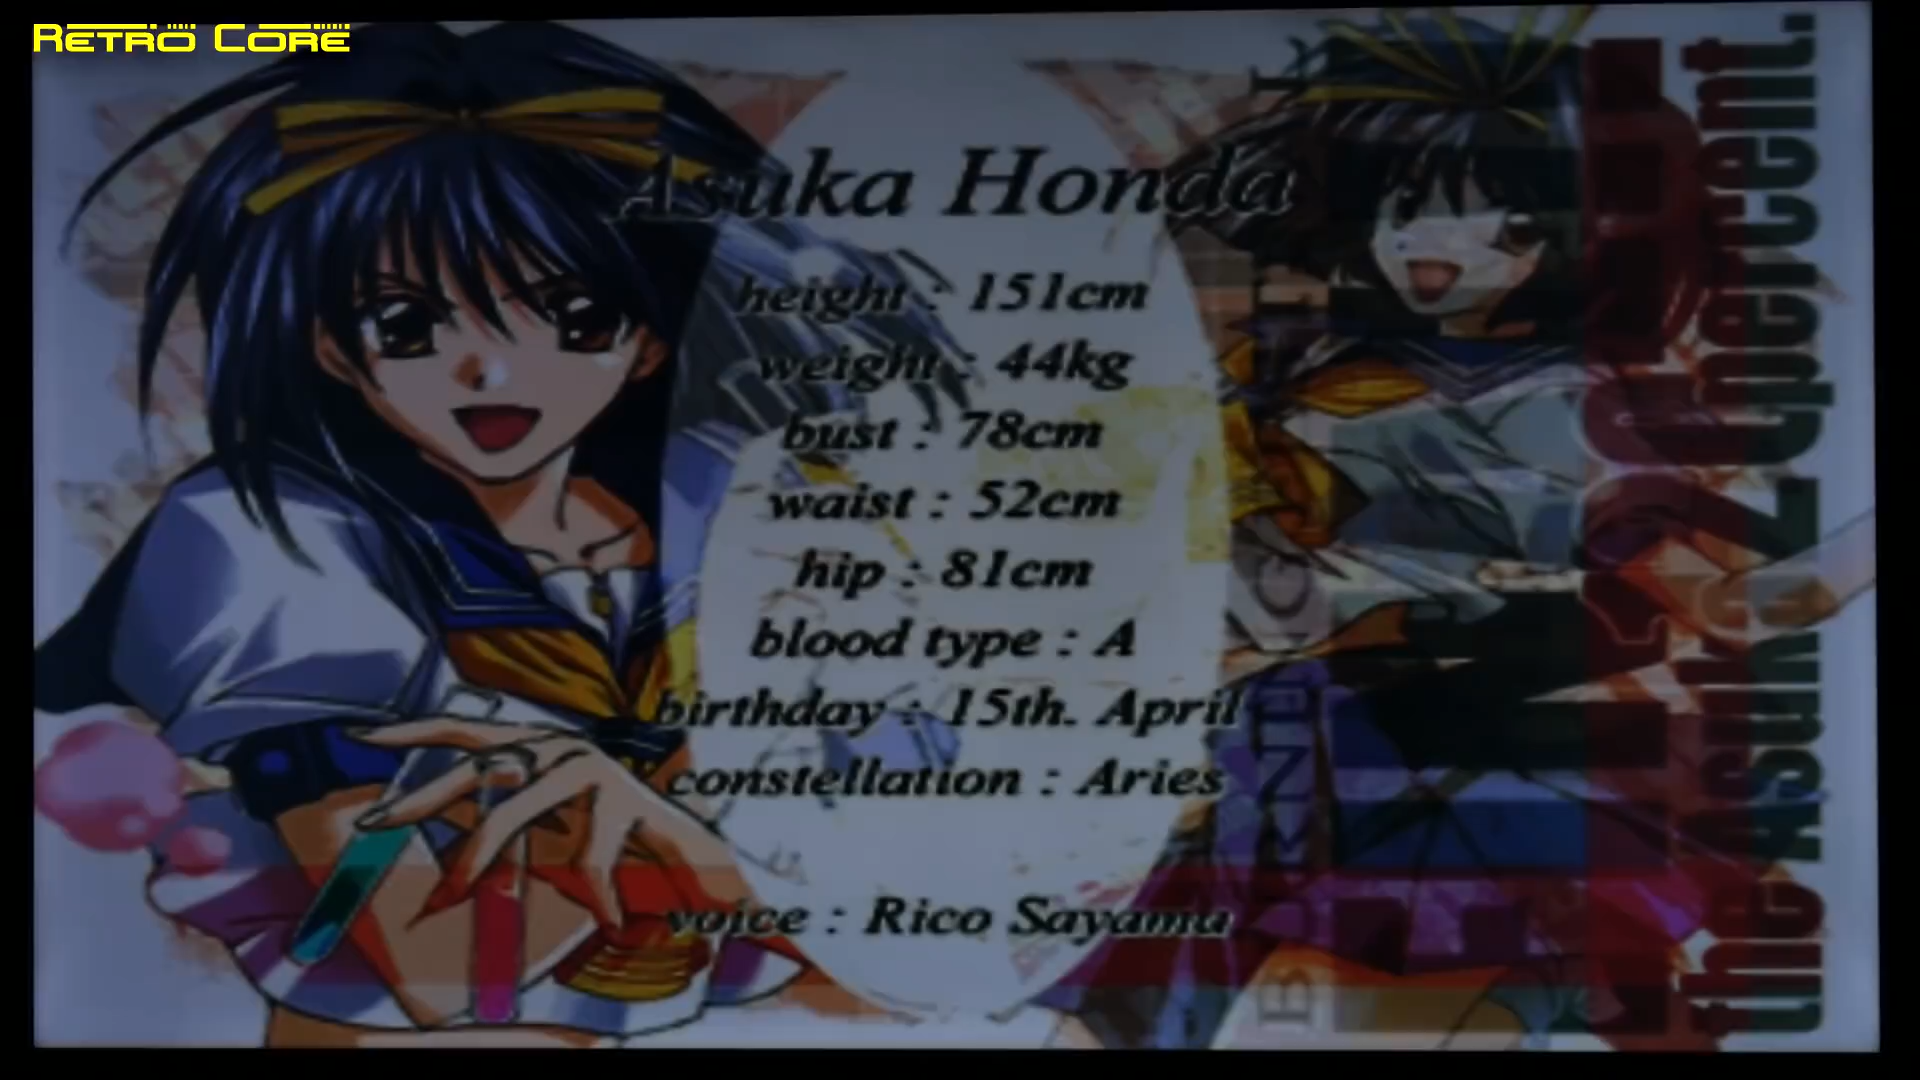 Retro Core
Asuka Honda
height : 151cm
weight : 44kg
bust : 78cm
waist : 52cm
hip : 81cm
blood type : A
birthday : 15th. April
constellation : Aries
voice : Rico Sayama
the Asuka 120percent.